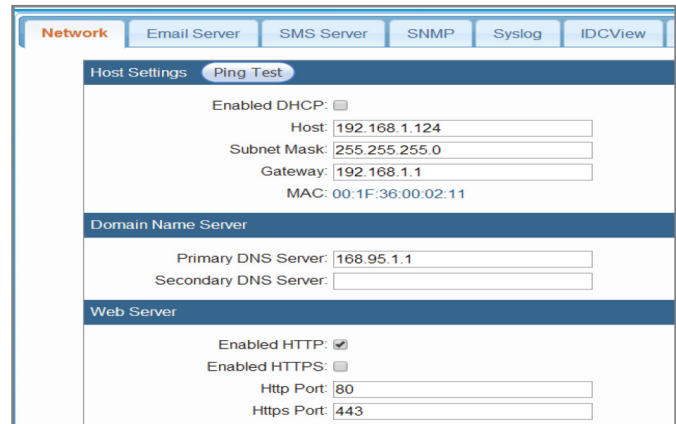 Network Email Server SMS Server SNMP Syslog IDCView
Host Settings Ping Test
Enabled DHCP:
Host: 192.168.1.124
Subnet Mask: 255.255.255.0
Gateway: 192.168.1.1
MAC: 00:1F:36:00:02:11
Domain Name Server
Primary DNS Server: 168.95.1.1
Secondary DNS Server:
Web Server
Enabled HTTP:
Enabled HTTPS:
Http Port: 80
Https Port: 443